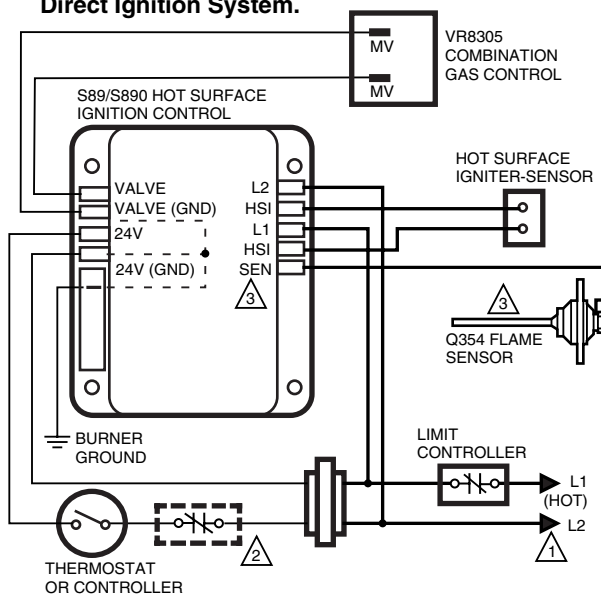 Direct Ignition System.
MV
MV
VR8305
COMBINATION
GAS CONTROL
S89/S890 HOT SURFACE
IGNITION CONTROL
VALVE
VALVE (GND)
24V
24V (GND)
L2
HSI
L1
HSI
SEN
3
HOT SURFACE
IGNITER-SENSOR
3
Q354 FLAME
SENSOR
BURNER
GROUND
LIMIT
CONTROLLER
L1
(HOT)
L2
1
2
THERMOSTAT
OR CONTROLLER